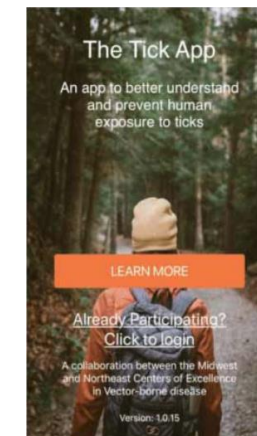 The Tick App
An app to better understand
and prevent human
exposure to ticks
LEARN MORE
Already Participating?
Click to login
A collaboration between the Midwest
and Northeast Centers of Excellence
in Vector-borne disease
Version: 1.0.15